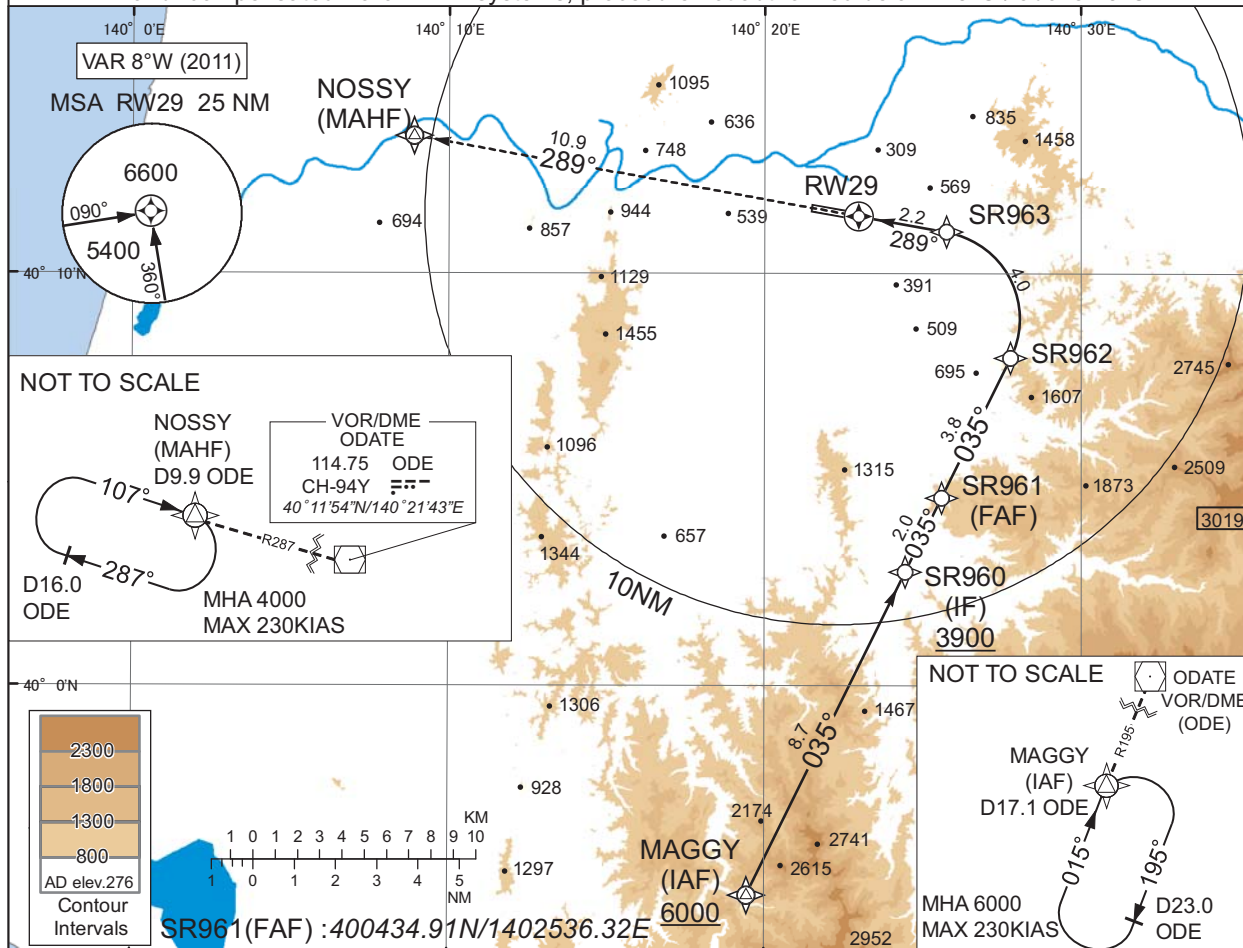 140° 0'E
140° 10'E
140° 20'E
140° 30'E
VAR 8°W (2011)
MSA RW29 25 NM
6600
090°
5400
360°
NOSSY
(MAHF)
10.9
289°
1095
636
748
835
1458
309
569
RW29
2.2
289°
SR963
694
857
944
539
40° 10'N
1129
391
4.0
1455
509
SR962
695
2745
1607
NOT TO SCALE
NOSSY
(MAHF)
D9.9 ODE
VOR/DME
ODATE
114.75 ODE
CH-94Y
40°11'54"N/140°21'43"E
107°
R287
287°
D16.0
ODE
MHA 4000
MAX 230KIAS
3.8
035°
1096
1315
2509
1873
SR961
(FAF)
3019
2.0
035°
1344
657
SR960
(IF)
3900
10NM
40° 0'N
1306
1467
8.7
035°
NOT TO SCALE
ODATE
VOR/DME
(ODE)
R195
MAGGY
(IAF)
D17.1 ODE
015°
195°
MHA 6000
MAX 230KIAS
D23.0
ODE
2300
1800
1300
800
AD elev.276
Contour
Intervals
928
2174
2741
2615
KM
1 0 1 2 3 4 5 6 7 8 9 10
1 0 1 2 3 4 5
NM
1297
MAGGY
(IAF)
6000
SR961(FAF) :400434.91N/1402536.32E
2952